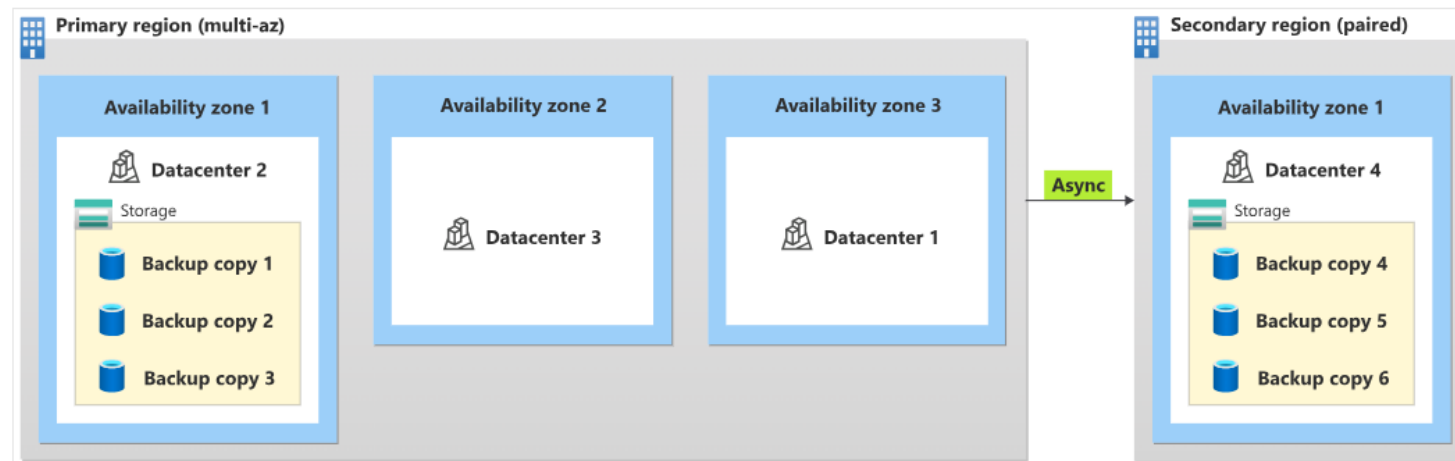 Primary region (multi-az)
Secondary region (paired)
Availability zone 1
Availability zone 2
Availability zone 3
Availability zone 1
Datacenter 2
Storage
Backup copy 1
Backup copy 2
Backup copy 3
Datacenter 3
Datacenter 1
Async
Datacenter 4
Storage
Backup copy 4
Backup copy 5
Backup copy 6